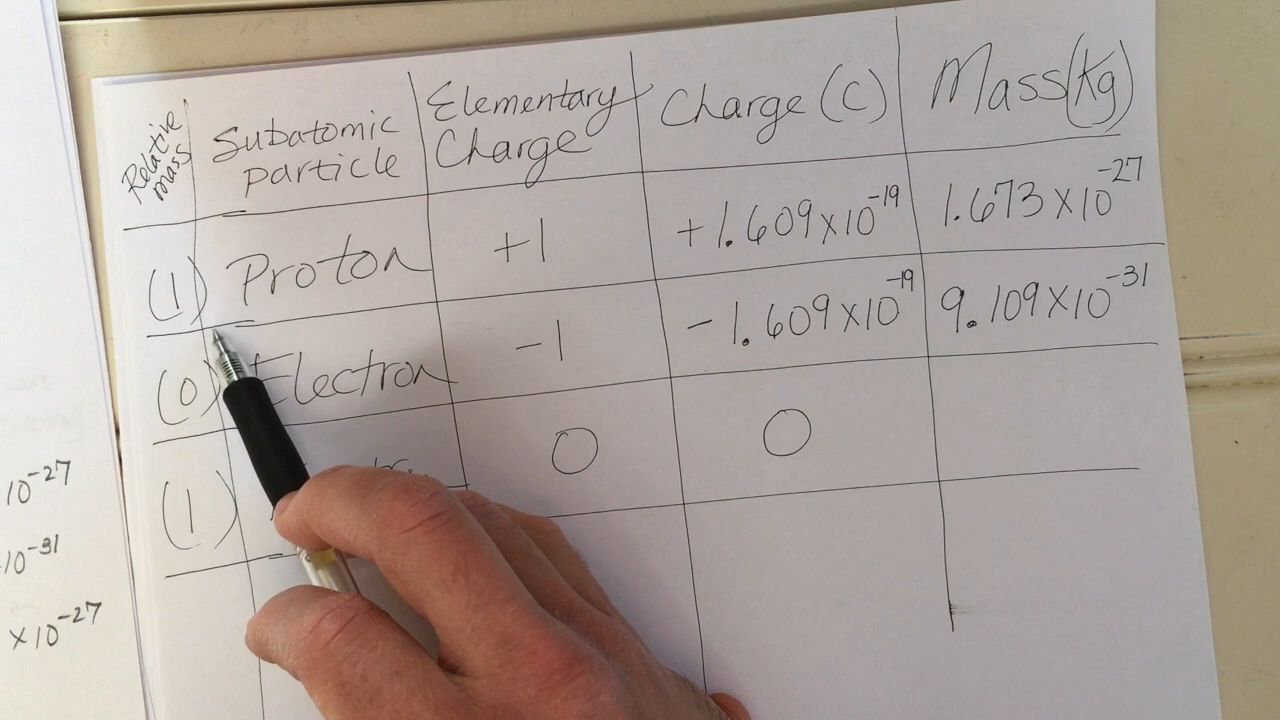 Relative mass
Subatomic particle
Elementary Charge
Charge (C)
Mass (Kg)
(1) Proton +1 +1.609x10^-19 1.673x10^-27
(0) Electron -1 -1.609x10^-19 9.109x10^-31
(1) 0 0
10^-27
10^-31
x10^-27